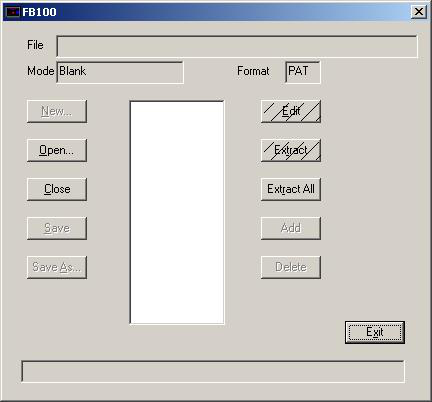 FB100
File
Mode Blank Format PAT
New... Edit
Open... Extract
Close Extract All
Save Add
Save As... Delete
Exit